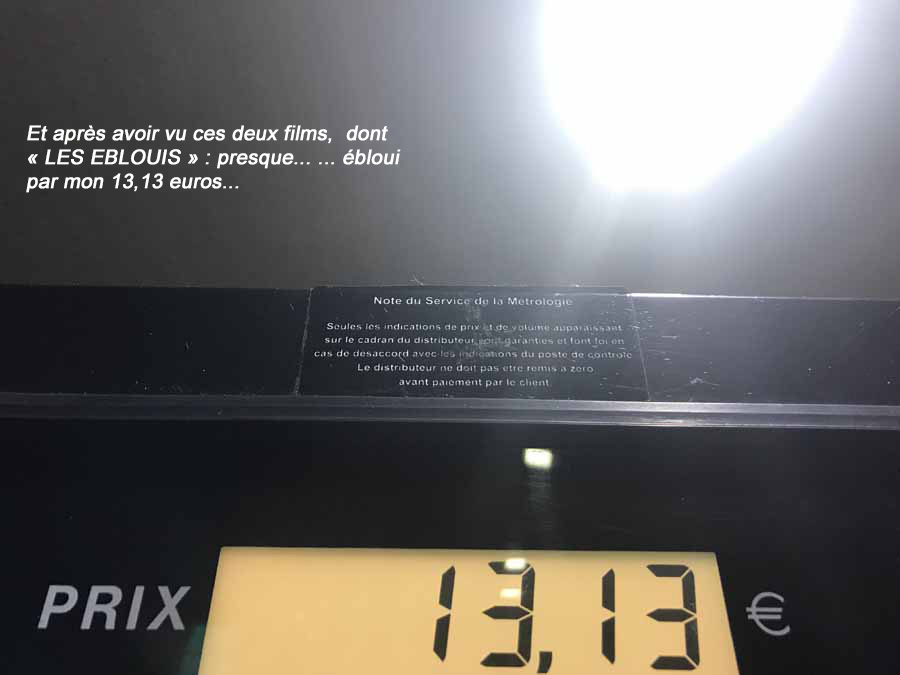 Et après avoir vu ces deux films, dont
« LES EBLOUIS » : presque... ... ébloui
par mon 13,13 euros...
Note du Service de la Métrologie
Seules les indications de prix et de volume apparaissant
sur le cadran du distributeur sont garanties et font foi en
cas de desaccord avec les indications du poste de controle
Le distributeur ne doit pas etre remis a zero
avant paiement par le client
PRIX 13,13 €